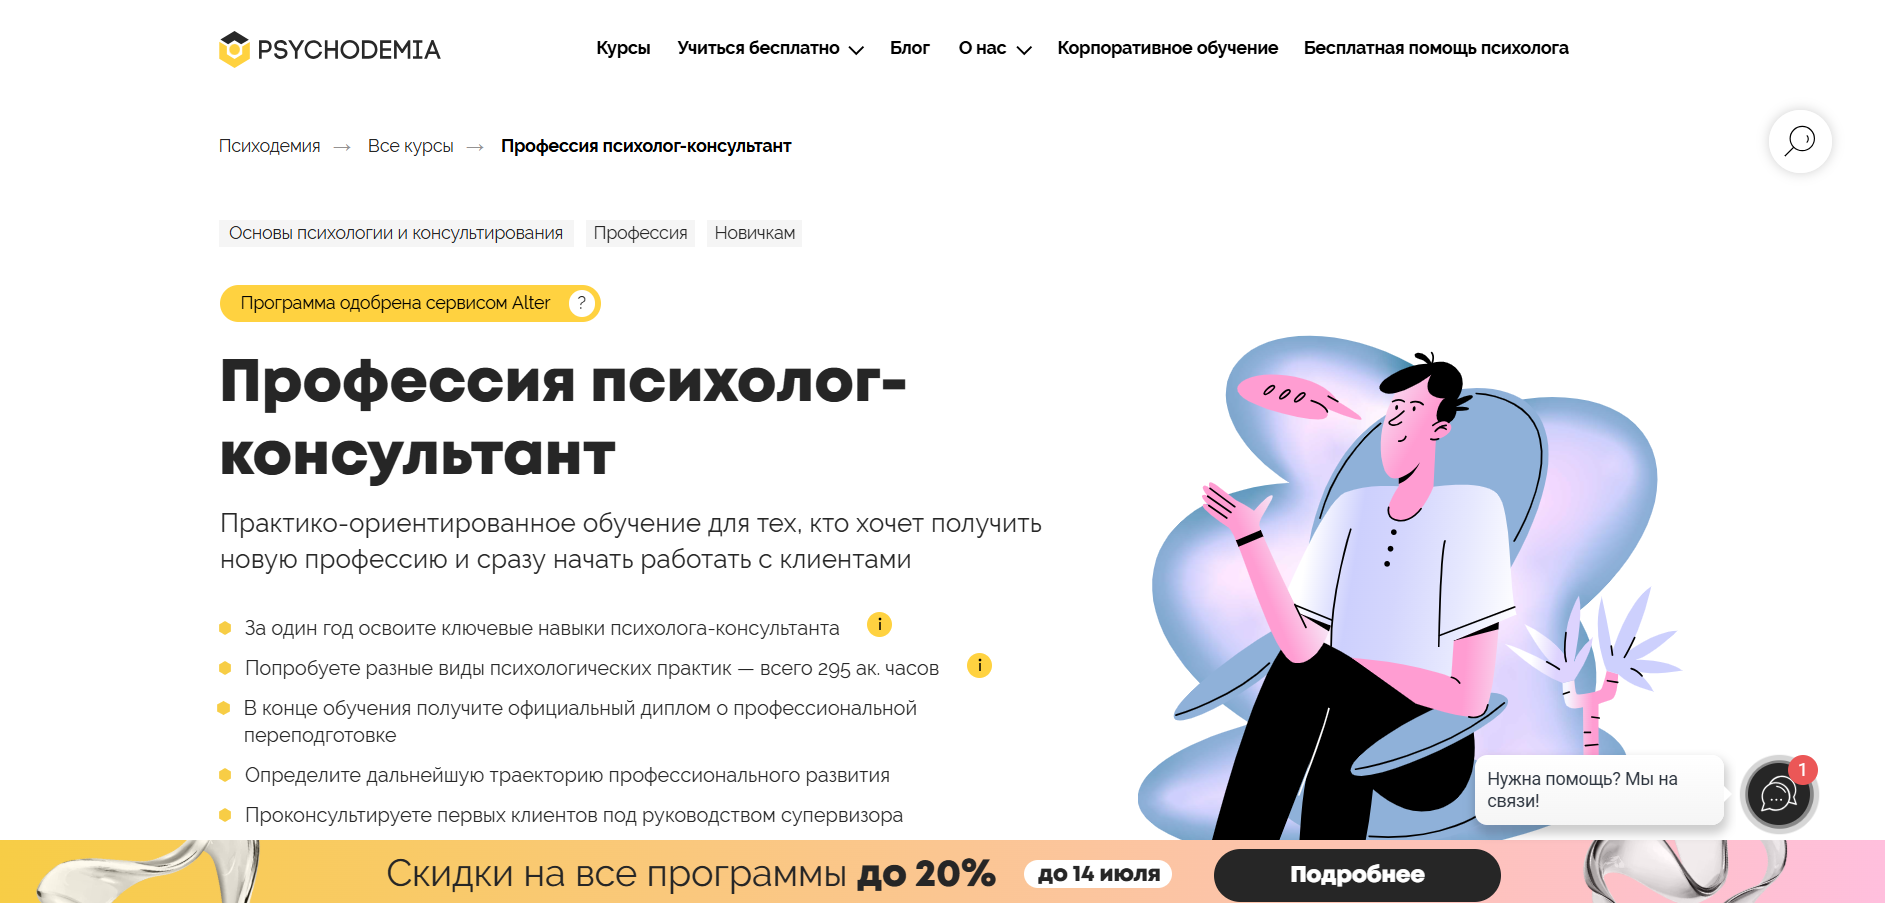 PSYCHODEMIA
Курсы Учиться бесплатно Блог О нас Корпоративное обучение Бесплатная помощь психолога
Психодемия → Все курсы → Профессия психолог-консультант
Основы психологии и консультирования Профессия Новичкам
Программа одобрена сервисом Alter ?
Профессия психолог-
консультант
Практико-ориентированное обучение для тех, кто хочет получить
новую профессию и сразу начать работать с клиентами
За один год освоите ключевые навыки психолога-консультанта i
Попробуете разные виды психологических практик — всего 295 ак. часов i
В конце обучения получите официальный диплом о профессиональной
переподготовке
Определите дальнейшую траекторию профессионального развития
Проконсультируете первых клиентов под руководством супервизора
Нужна помощь? Мы на
связи!
1
Скидки на все программы до 20% до 14 июля Подробнее